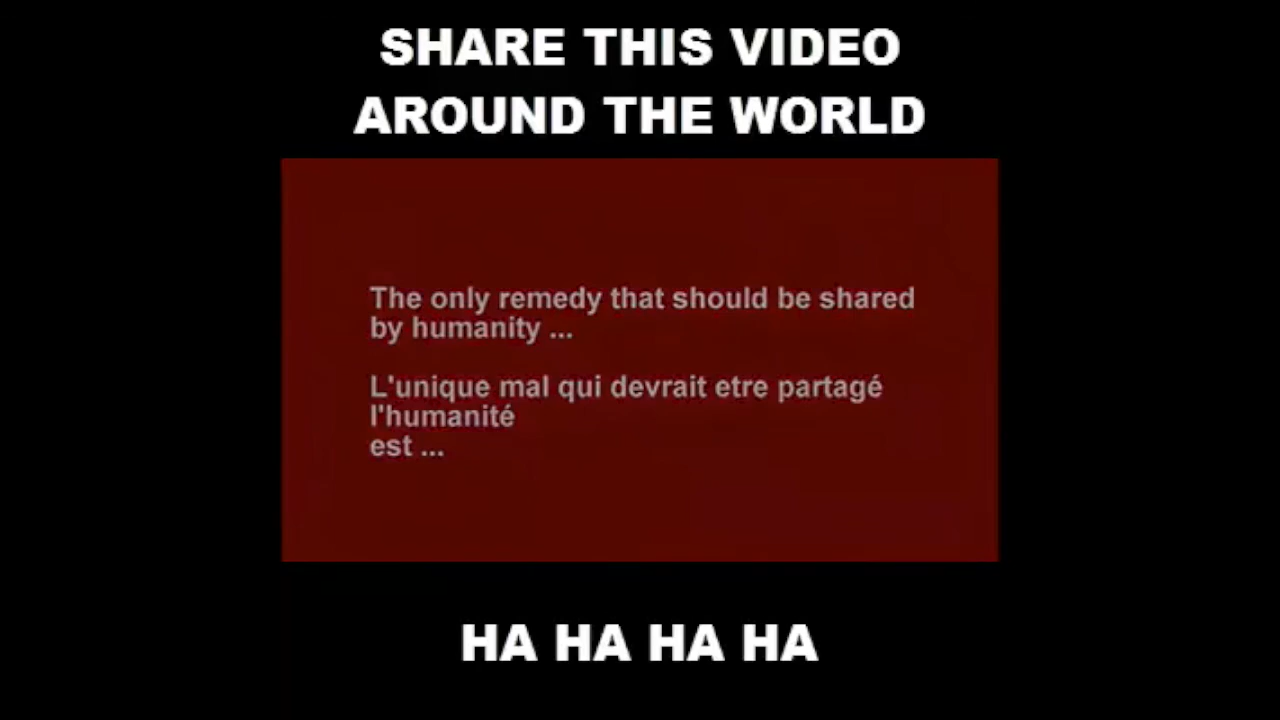 SHARE THIS VIDEO
AROUND THE WORLD
The only remedy that should be shared
by humanity ...
L'unique mal qui devrait etre partagé
l'humanité
est ...
HA HA HA HA